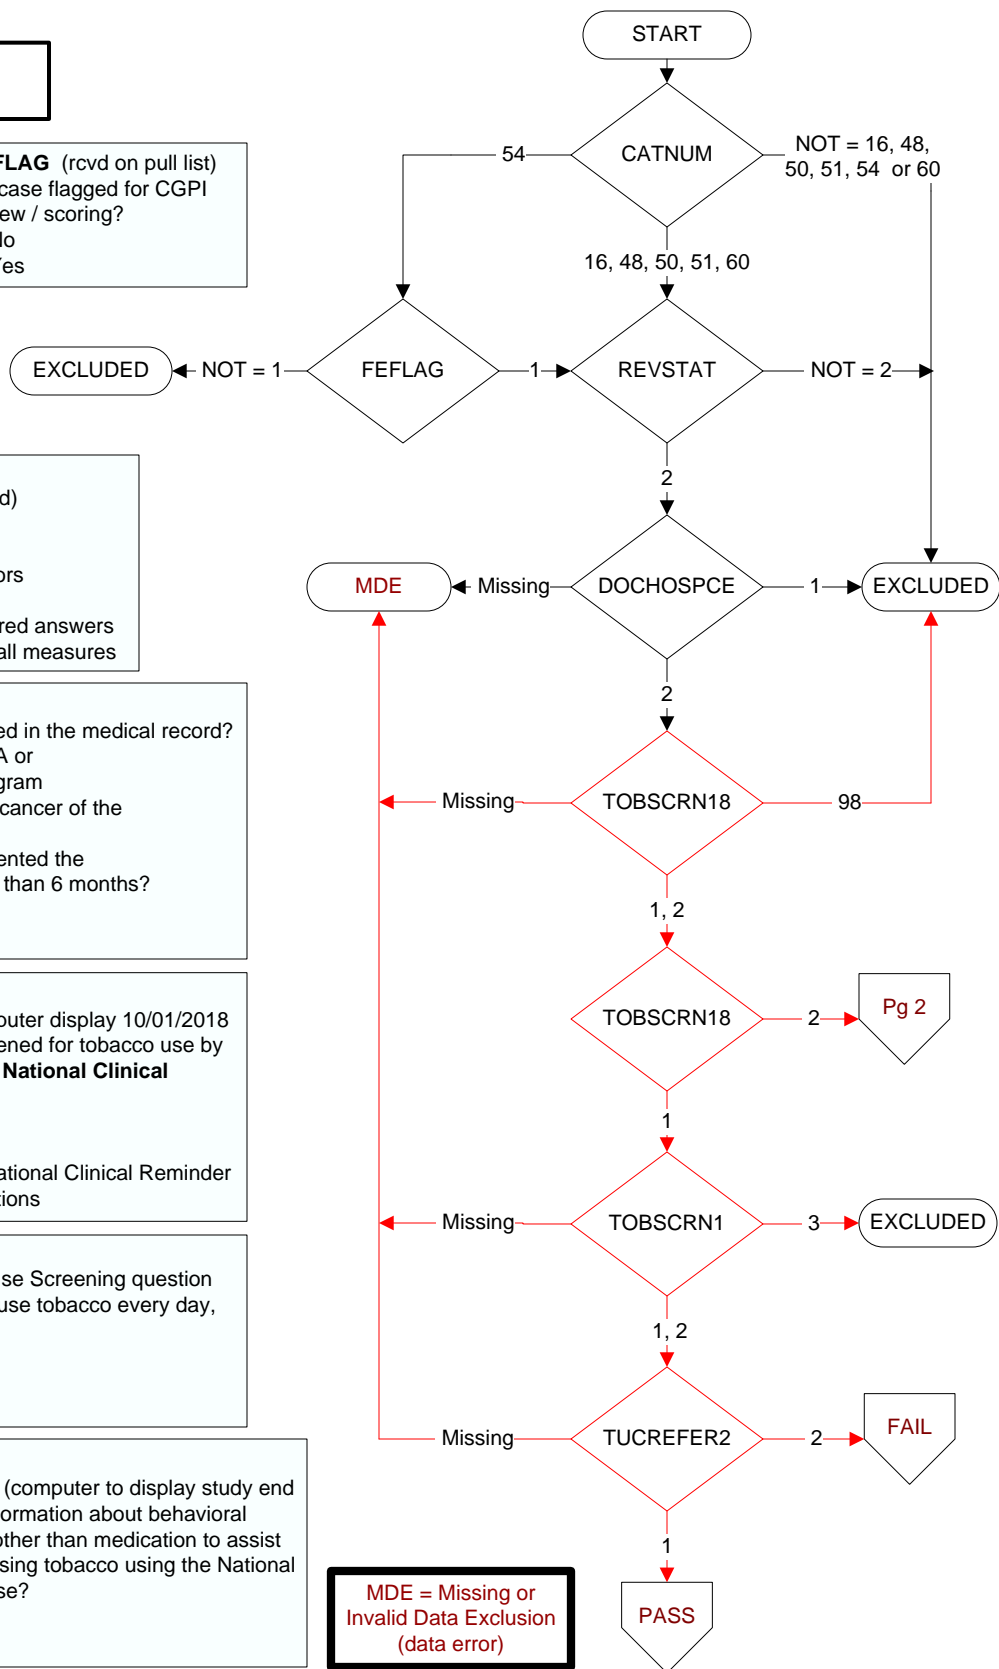 START
CATNUM
54
NOT = 16, 48,
50, 51, 54 or 60
16, 48, 50, 51, 60
FLAG (rcvd on pull list)
case flagged for CGPI
ew / scoring?
lo
Yes
EXCLUDED
NOT = 1
FEFLAG
1
REVSTAT
NOT = 2
2
d)
ors
red answers
all measures
MDE
Missing
DOCHOSPCE
1
EXCLUDED
2
ed in the medical record?
A or
gram
cancer of the
ented the
than 6 months?
Missing
TOBSCRN18
98
1, 2
outer display 10/01/2018
ened for tobacco use by
National Clinical
ational Clinical Reminder
tions
TOBSCRN18
2
Pg 2
1
Missing
TOBSCRN1
3
EXCLUDED
se Screening question
use tobacco every day,
1, 2
Missing
TUCREFER2
2
FAIL
(computer to display study end
formation about behavioral
other than medication to assist
sing tobacco using the National
se?
1
PASS
MDE = Missing or
Invalid Data Exclusion
(data error)